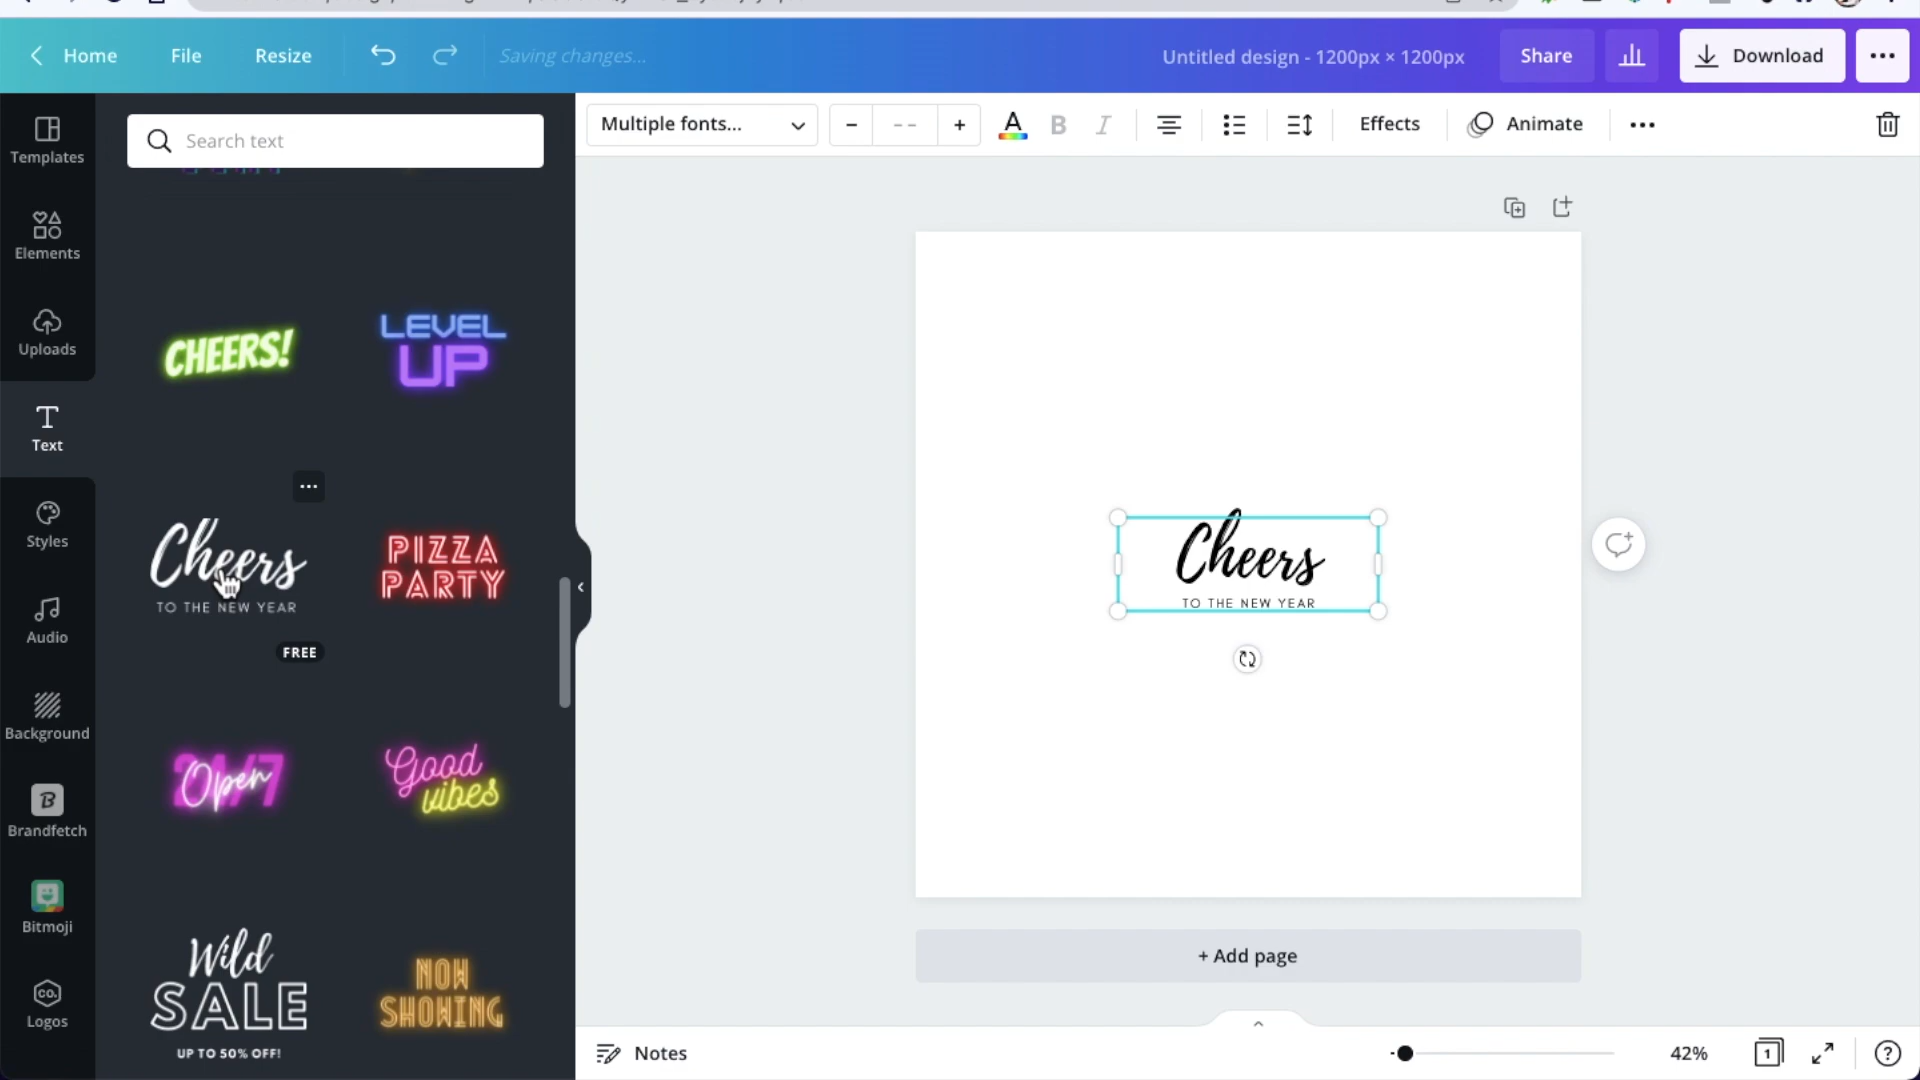 Home File Resize Saving changes... Untitled design - 1200px × 1200px Share Download
Templates
Elements
Uploads
Text
Styles
Audio
Background
Brandfetch
Bitmoji
CO.
Logos
Search text
CHEERS!
LEVEL
UP
Cheers
TO THE NEW YEAR
FREE
PIZZA
PARTY
24/7
Open
Good
vibes
Wild
SALE
UP TO 50% OFF!
NOW
SHOWING
Multiple fonts... - -- + A B I Effects Animate
Cheers
TO THE NEW YEAR
+ Add page
Notes 42% 1 ?